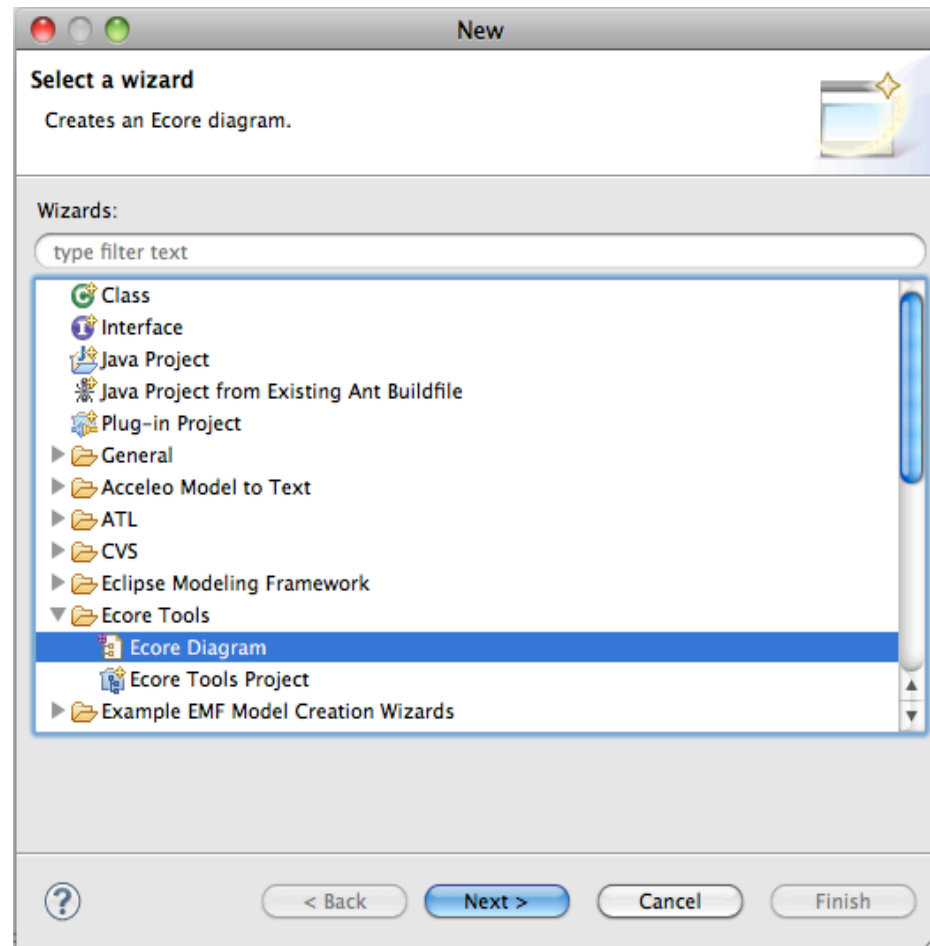 New
Select a wizard
Creates an Ecore diagram.
Wizards:
type filter text
Class
Interface
Java Project
Java Project from Existing Ant Buildfile
Plug-in Project
General
Acceleo Model to Text
ATL
CVS
Eclipse Modeling Framework
Ecore Tools
Ecore Diagram
Ecore Tools Project
Example EMF Model Creation Wizards
? < Back Next > Cancel Finish